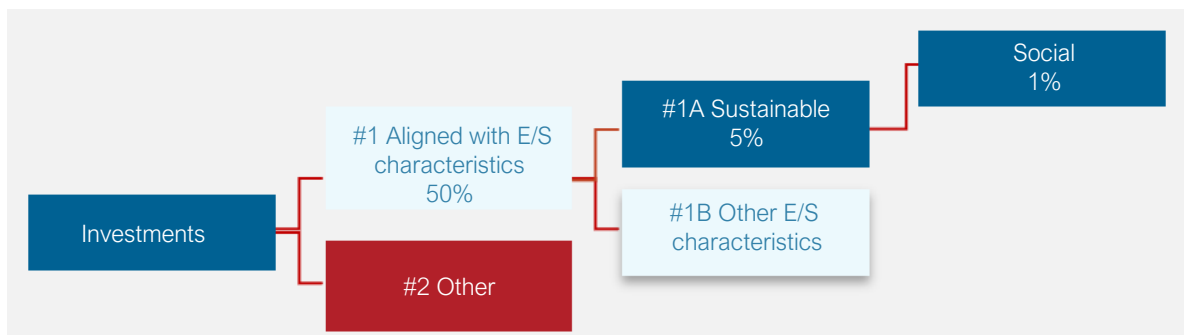 Investments
#1 Aligned with E/S
characteristics
50%
#2 Other
#1A Sustainable
5%
#1B Other E/S
characteristics
Social
1%